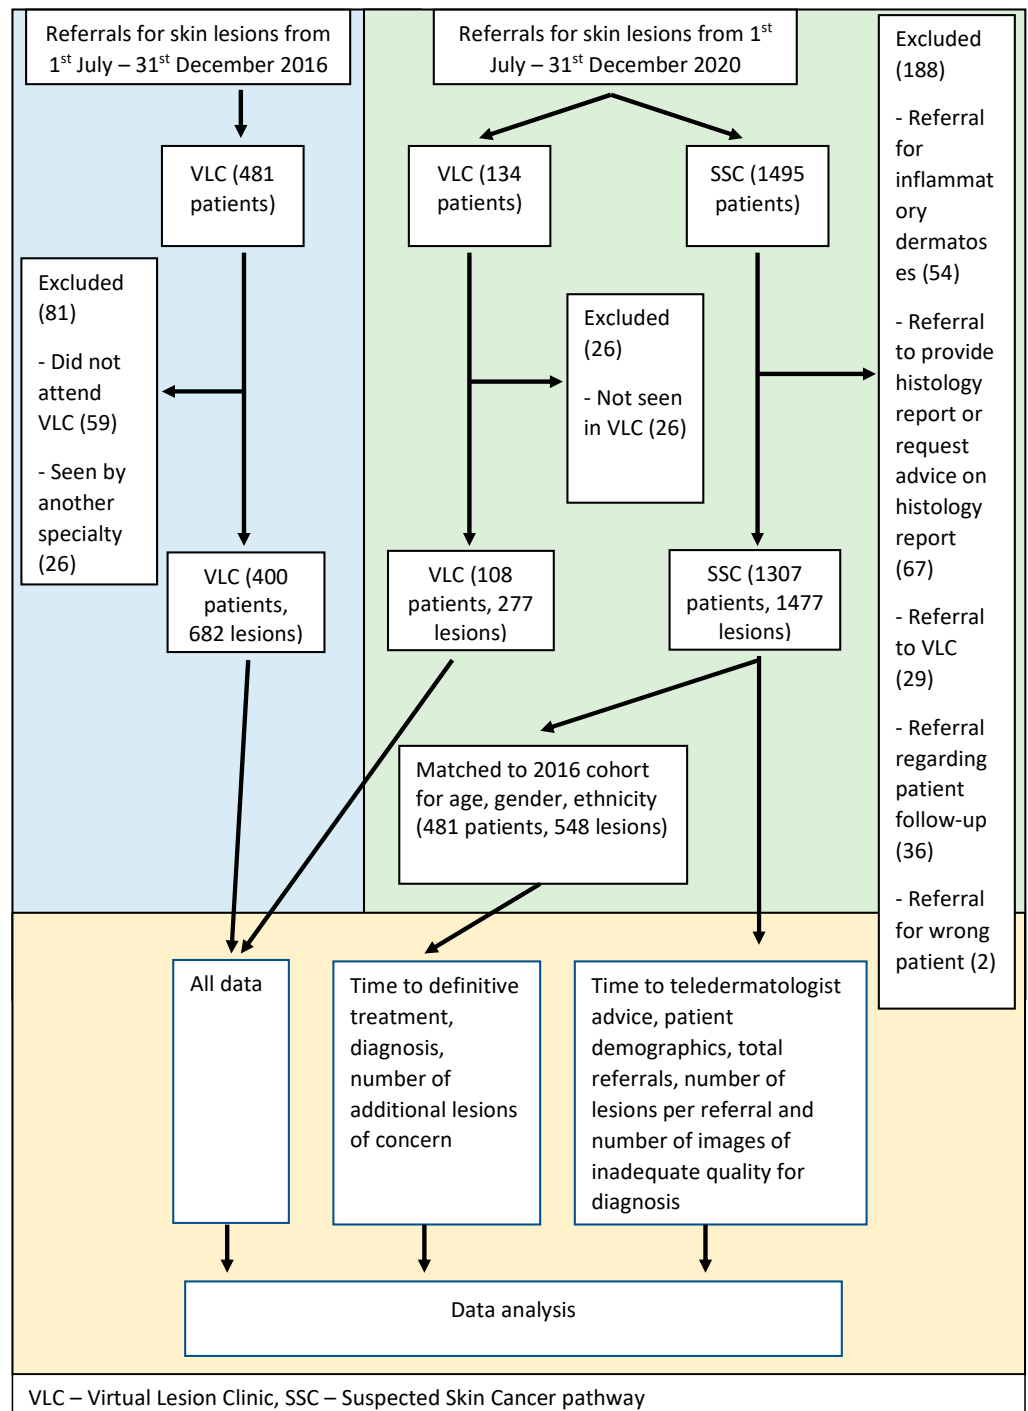 Referrals for skin lesions from
1st July – 31st December 2016
Referrals for skin lesions from 1st
July – 31st December 2020
VLC (481
patients)
VLC (134
patients)
SSC (1495
patients)
Excluded
(81)
- Did not
attend
VLC (59)
- Seen by
another
specialty
(26)
Excluded
(26)
- Not seen
in VLC (26)
Excluded
(188)
- Referral
for
inflammat
ory
dermatos
es (54)
- Referral
to provide
histology
report or
request
advice on
histology
report
(67)
- Referral
to VLC
(29)
- Referral
regarding
patient
follow-up
(36)
- Referral
for wrong
patient (2)
VLC (400
patients,
682 lesions)
VLC (108
patients, 277
lesions)
SSC (1307
patients, 1477
lesions)
Matched to 2016 cohort
for age, gender, ethnicity
(481 patients, 548 lesions)
All data
Time to definitive
treatment,
diagnosis,
number of
additional lesions
of concern
Time to teledermatologist
advice, patient
demographics, total
referrals, number of
lesions per referral and
number of images of
inadequate quality for
diagnosis
Data analysis
VLC – Virtual Lesion Clinic, SSC – Suspected Skin Cancer pathway